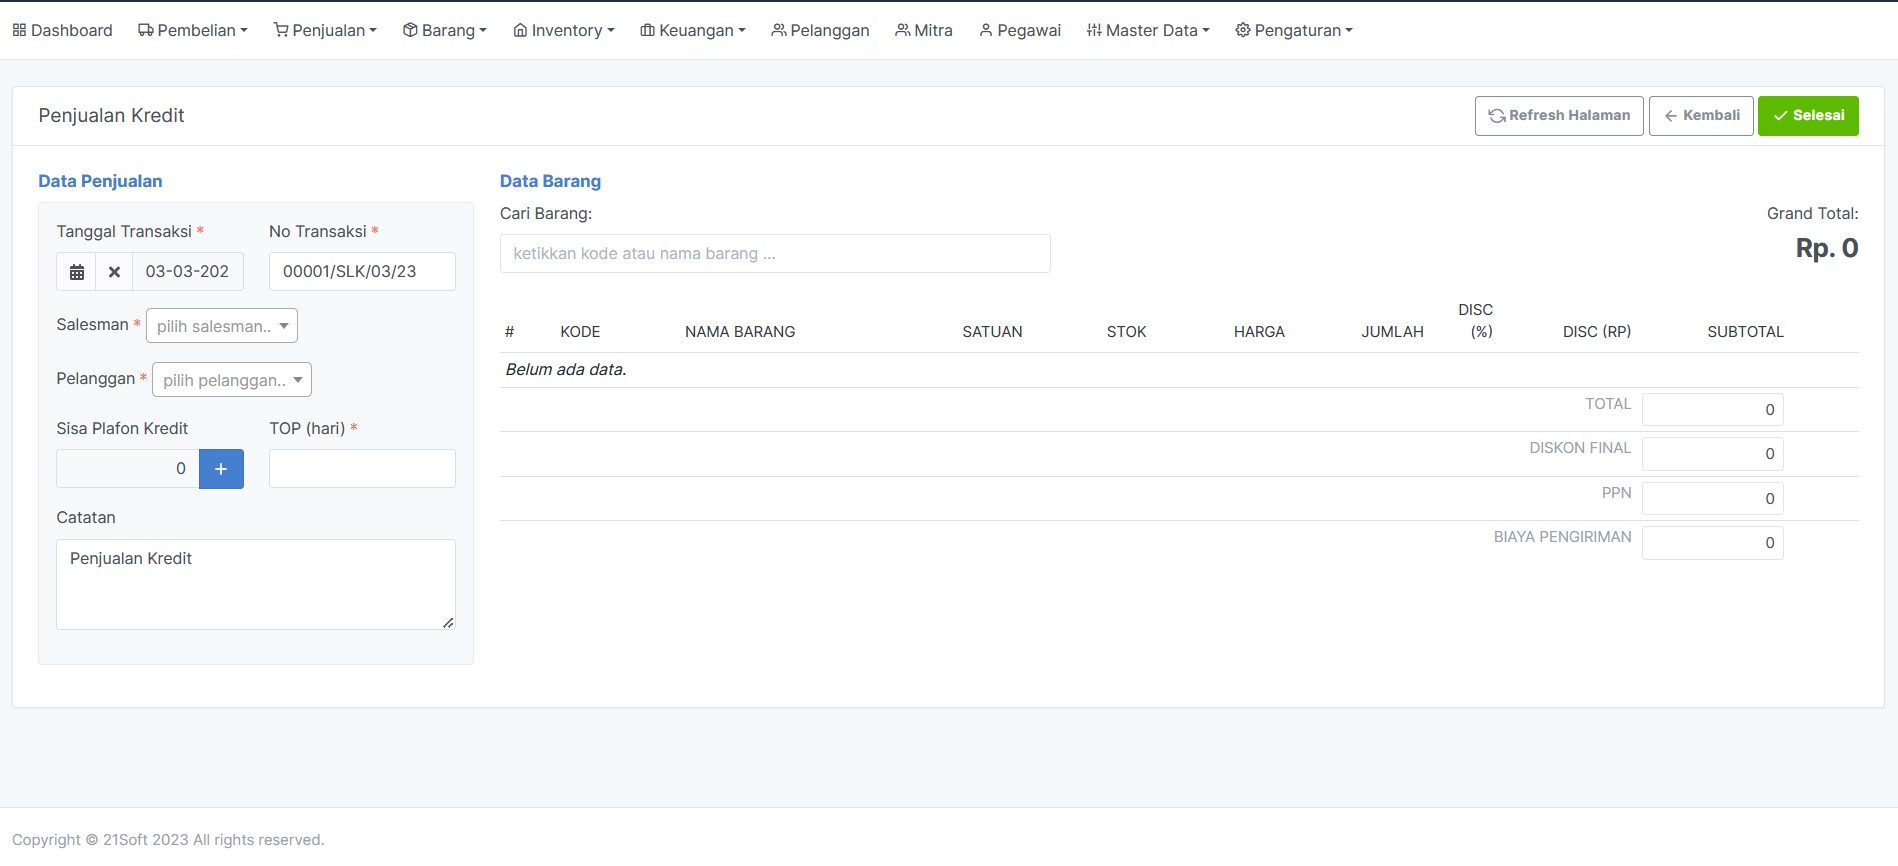 Dashboard Pembelian Penjualan Barang Inventory Keuangan Pelanggan Mitra Pegawai Master Data Pengaturan
Penjualan Kredit
Refresh Halaman Kembali Selesai
Data Penjualan
Tanggal Transaksi * No Transaksi *
03-03-202 00001/SLK/03/23
Salesman * pilih salesman..
Pelanggan * pilih pelanggan..
Sisa Plafon Kredit TOP (hari) *
0 +
Catatan
Penjualan Kredit
Data Barang
Cari Barang:
ketikkan kode atau nama barang ...
Grand Total:
Rp. 0
# KODE NAMA BARANG SATUAN STOK HARGA JUMLAH DISC (%) DISC (RP) SUBTOTAL
Belum ada data.
TOTAL 0
DISKON FINAL 0
PPN 0
BIAYA PENGIRIMAN 0
Copyright © 21Soft 2023 All rights reserved.